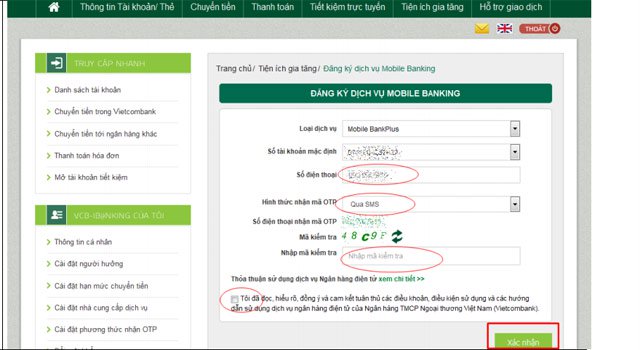 Thông tin Tài khoản/ Thẻ Chuyển tiền Thanh toán Tiết kiệm trực tuyến Tiện ích gia tăng Hỗ trợ giao dịch
THOÁT
TRUY CẬP NHANH
Danh sách tài khoản
Chuyển tiền trong Vietcombank
Chuyển tiền tới ngân hàng khác
Thanh toán hóa đơn
Mở tài khoản tiết kiệm
VCB-IB@NKING CỦA TÔI
Thông tin cá nhân
Cài đặt người hưởng
Cài đặt hạn mức chuyển tiền
Cài đặt nhà cung cấp dịch vụ
Cài đặt phương thức nhận OTP
Trang chủ/ Tiện ích gia tăng/ Đăng ký dịch vụ Mobile Banking
ĐĂNG KÝ DỊCH VỤ MOBILE BANKING
Loại dịch vụ Mobile BankPlus
Số tài khoản mặc định
Số điện thoại
Hình thức nhận mã OTP Qua SMS
Số điện thoại nhận mã OTP
Mã kiểm tra 48C9F
Nhập mã kiểm tra Nhập mã kiểm tra
Thỏa thuận sử dụng dịch vụ Ngân hàng điện tử xem chi tiết >>
Tôi đã đọc, hiểu rõ, đồng ý và cam kết tuân thủ các điều khoản, điều kiện sử dụng và các hướng
dẫn sử dụng dịch vụ ngân hàng điện tử của Ngân hàng TMCP Ngoại thương Việt Nam (Vietcombank).
Xác nhận